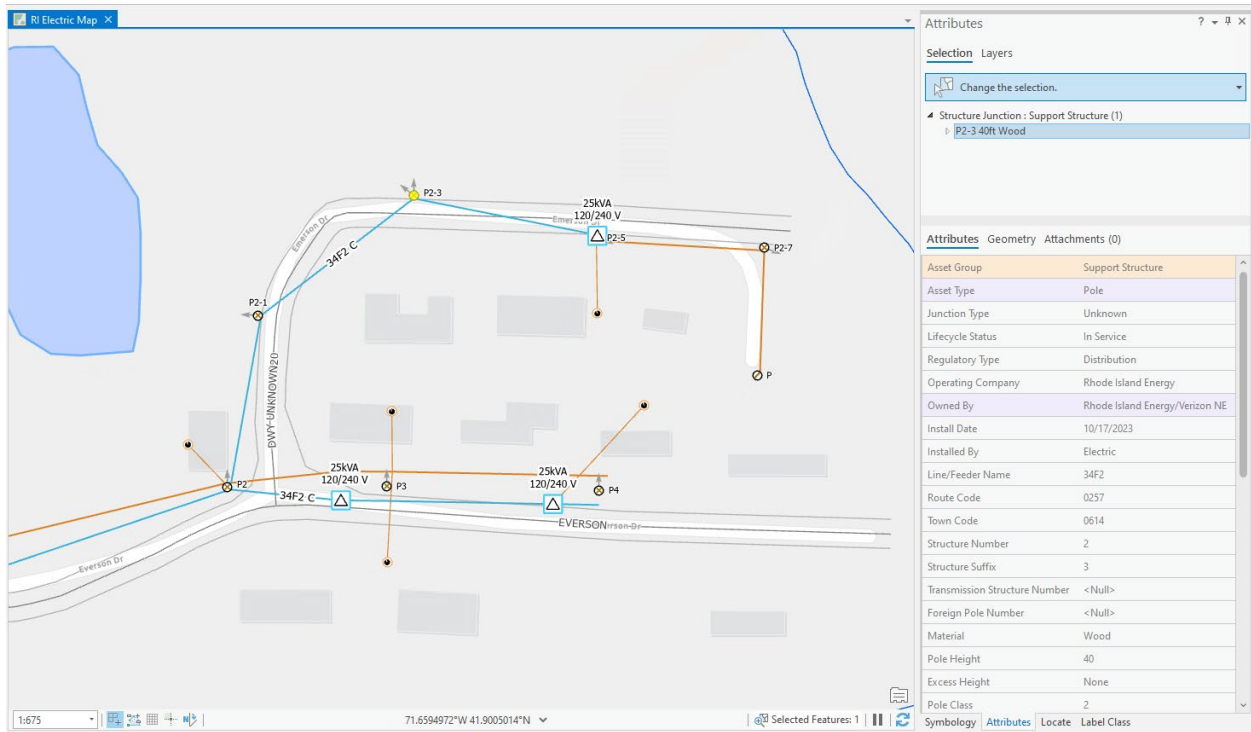 RI Electric Map
P2-3
25kVA
120/240 V
Emerson Dr
P2-5
P2-7
Emerson Dr
34F2 C
P2-1
DWY UNKNOWN20
P
25kVA
120/240 V
25kVA
120/240 V
P2
P3
P4
34F2 C
EVERSON
Everson Dr
1:675
71.6594972°W 41.9005014°N
Selected Features: 1
Attributes
?
Selection Layers
Change the selection.
Structure Junction : Support Structure (1)
P2-3 40ft Wood
Attributes Geometry Attachments (0)
Asset Group Support Structure
Asset Type Pole
Junction Type Unknown
Lifecycle Status In Service
Regulatory Type Distribution
Operating Company Rhode Island Energy
Owned By Rhode Island Energy/Verizon NE
Install Date 10/17/2023
Installed By Electric
Line/Feeder Name 34F2
Route Code 0257
Town Code 0614
Structure Number 2
Structure Suffix 3
Transmission Structure Number <Null>
Foreign Pole Number <Null>
Material Wood
Pole Height 40
Excess Height None
Pole Class 2
Symbology Attributes Locate Label Class